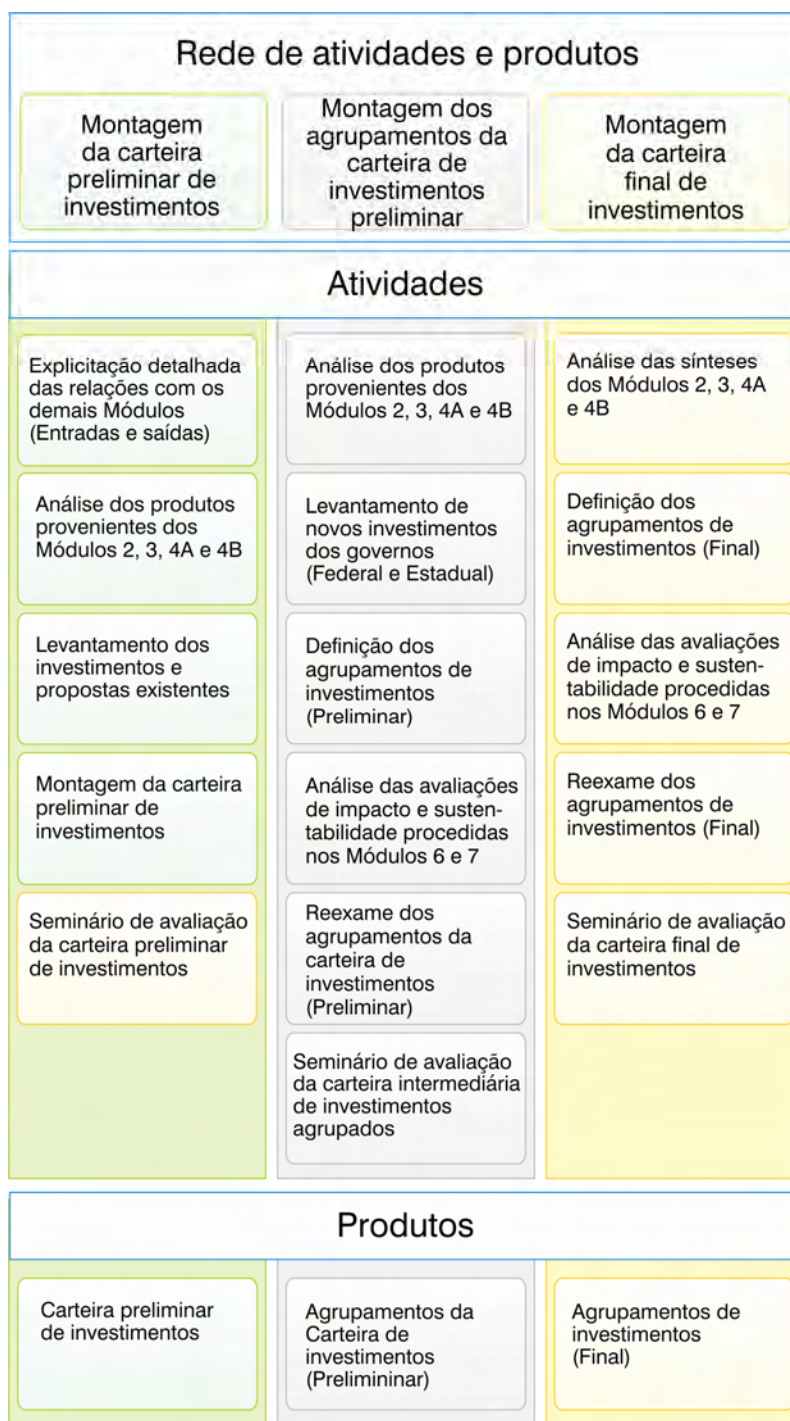 Rede de atividades e produtos
Montagem
da carteira
preliminar de
investimentos
Montagem dos
agrupamentos da
carteira de
investimentos
preliminar
Montagem
da carteira
final de
investimentos
Atividades
Explicitação detalhada
das relações com os
demais Módulos
(Entradas e saídas)
Análise dos produtos
provenientes dos
Módulos 2, 3, 4A e 4B
Levantamento dos
investimentos e
propostas existentes
Montagem da carteira
preliminar de
investimentos
Seminário de avaliação
da carteira preliminar
de investimentos
Análise dos produtos
provenientes dos
Módulos 2, 3, 4A e 4B
Levantamento de
novos investimentos
dos governos
(Federal e Estadual)
Definição dos
agrupamentos de
investimentos
(Preliminar)
Análise das avaliações
de impacto e susten-
tabilidade procedidas
nos Módulos 6 e 7
Reexame dos
agrupamentos da
carteira de
investimentos
(Preliminar)
Seminário de avaliação
da carteira intermediária
de investimentos
agrupados
Análise das sínteses
dos Módulos 2, 3, 4A
e 4B
Definição dos
agrupamentos de
investimentos (Final)
Análise das avaliações
de impacto e susten-
tabilidade procedidas
nos Módulos 6 e 7
Reexame dos
agrupamentos de
investimentos (Final)
Seminário de avaliação
da carteira final de
investimentos
Produtos
Carteira preliminar
de investimentos
Agrupamentos da
Carteira de
investimentos
(Prelimininar)
Agrupamentos de
investimentos
(Final)